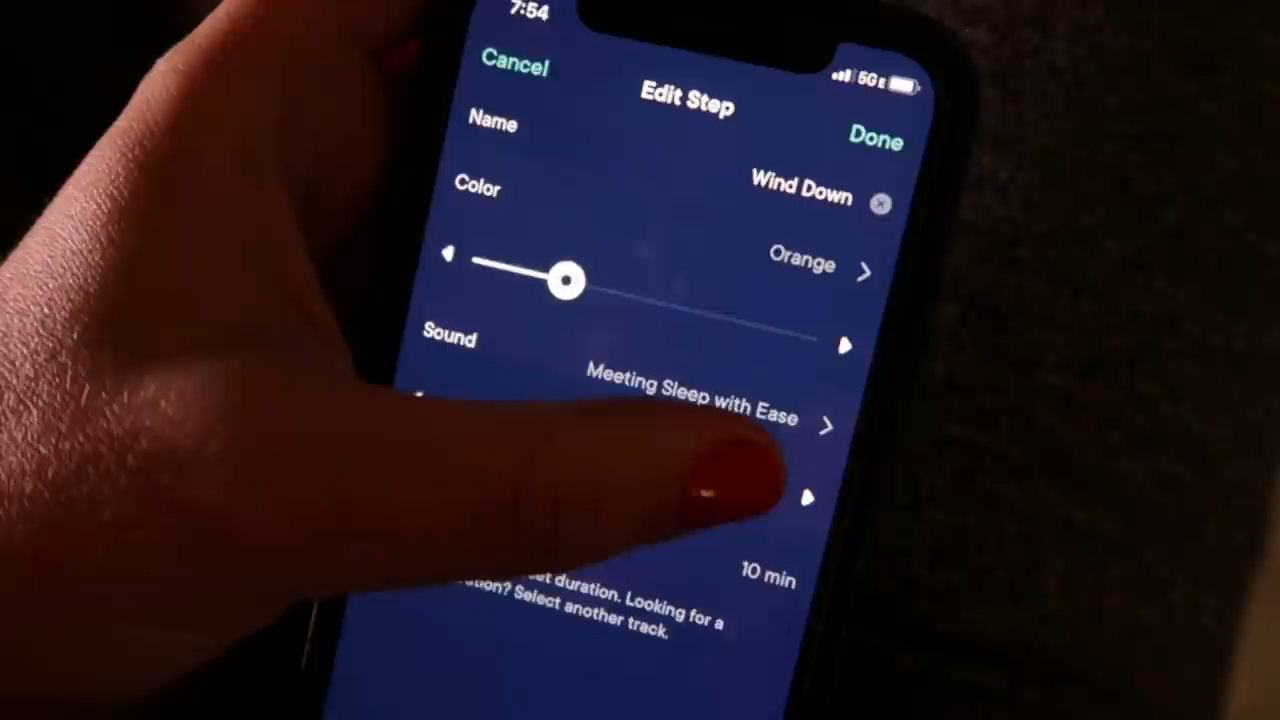 7:54
5G E
Cancel
Edit Step
Done
Name
Wind Down
Color
Orange
Sound
Meeting Sleep with Ease
10 min
duration. Looking for a
Select another track.